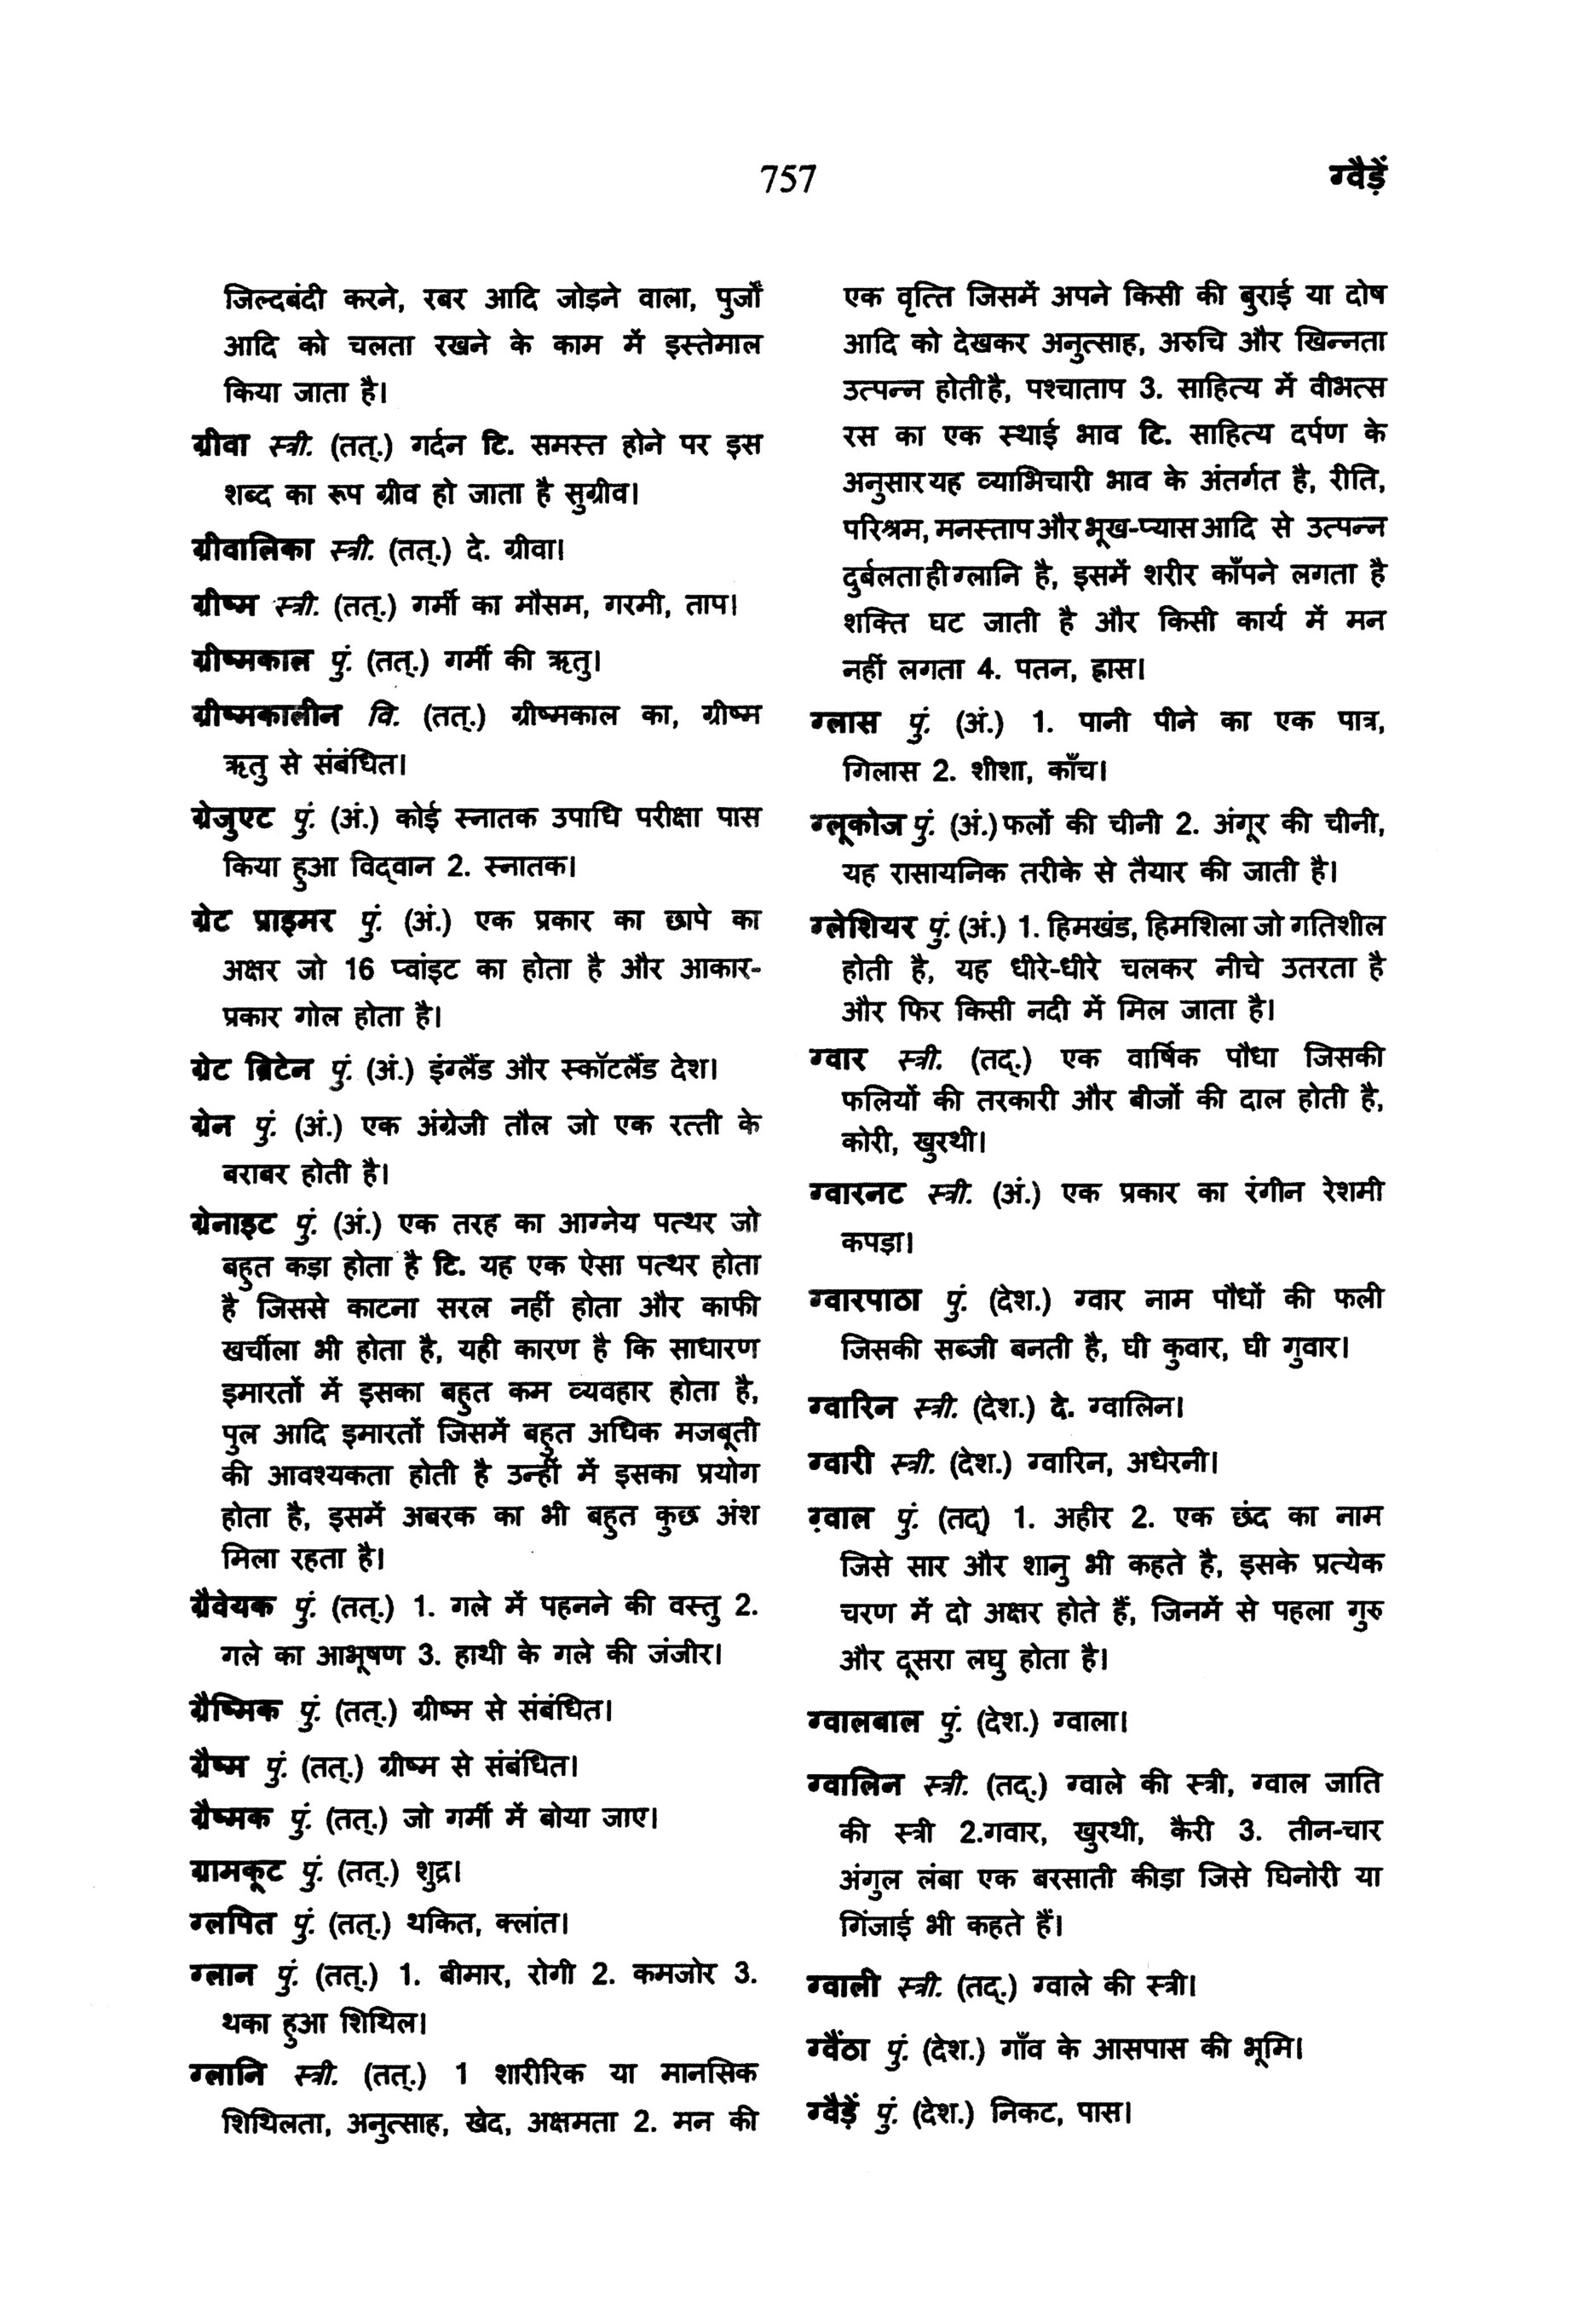 757
ग्वैड़ें
जिल्दबंदी करने, रबर आदि जोड़ने वाला, पुर्जों
आदि को चलता रखने के काम में इस्तेमाल
किया जाता है।
ग्रीवा स्त्री. (तत्.) गर्दन टि. समस्त होने पर इस
शब्द का रूप ग्रीव हो जाता है सुग्रीव।
ग्रीवालिका स्त्री. (तत्.) दे. ग्रीवा।
ग्रीष्म स्त्री. (तत्.) गर्मी का मौसम, गरमी, ताप।
ग्रीष्मकाल पुं. (तत्.) गर्मी की ऋतु।
ग्रीष्मकालीन वि. (तत्.) ग्रीष्मकाल का, ग्रीष्म
ऋतु से संबंधित।
ग्रेजुएट पुं. (अं.) कोई स्नातक उपाधि परीक्षा पास
किया हुआ विद्‌वान 2. स्नातक।
ग्रेट प्राइमर पुं. (अं.) एक प्रकार का छापे का
अक्षर जो 16 प्वांइट का होता है और आकार-
प्रकार गोल होता है।
ग्रेट ब्रिटेन पुं. (अं.) इंग्लैंड और स्कॉटलैंड देश।
ग्रेन पुं. (अं.) एक अंग्रेजी तौल जो एक रत्ती के
बराबर होती है।
ग्रेनाइट पुं. (अं.) एक तरह का आग्नेय पत्थर जो
बहुत कड़ा होता है टि. यह एक ऐसा पत्थर होता
है जिससे काटना सरल नहीं होता और काफी
खर्चीला भी होता है, यही कारण है कि साधारण
इमारतों में इसका बहुत कम व्यवहार होता है,
पुल आदि इमारतों जिसमें बहुत अधिक मजबूती
की आवश्यकता होती है उन्हीं में इसका प्रयोग
होता है, इसमें अबरक का भी बहुत कुछ अंश
मिला रहता है।
ग्रैवेयक पुं. (तत्.) 1. गले में पहनने की वस्तु 2.
गले का आभूषण 3. हाथी के गले की जंजीर।
ग्रैष्मिक पुं. (तत्.) ग्रीष्म से संबंधित।
ग्रैष्म पुं. (तत्.) ग्रीष्म से संबंधित।
ग्रैष्मक पुं. (तत्.) जो गर्मी में बोया जाए।
ग्रामकूट पुं. (तत्.) शुद्र।
ग्लपित पुं. (तत्.) थकित, क्लांत।
ग्लान पुं. (तत्.) 1. बीमार, रोगी 2. कमजोर 3.
थका हुआ शिथिल।
ग्लानि स्त्री. (तत्.) 1 शारीरिक या मानसिक
शिथिलता, अनुत्साह, खेद, अक्षमता 2. मन की
एक वृत्ति जिसमें अपने किसी की बुराई या दोष
आदि को देखकर अनुत्साह, अरुचि और खिन्नता
उत्पन्न होती है, पश्चाताप 3. साहित्य में वीभत्स
रस का एक स्थाई भाव टि. साहित्य दर्पण के
अनुसार यह व्याभिचारी भाव के अंतर्गत है, रीति,
परिश्रम, मनस्ताप और भूख-प्यास आदि से उत्पन्न
दुर्बलता ही ग्लानि है, इसमें शरीर काँपने लगता है
शक्ति घट जाती है और किसी कार्य में मन
नहीं लगता 4. पतन, ह्रास।
ग्लास पुं. (अं.) 1. पानी पीने का एक पात्र,
गिलास 2. शीशा, काँच।
ग्लूकोज पुं. (अं.) फलों की चीनी 2. अंगूर की चीनी,
यह रासायनिक तरीके से तैयार की जाती है।
ग्लेशियर पुं. (अं.) 1. हिमखंड, हिमशिला जो गतिशील
होती है, यह धीरे-धीरे चलकर नीचे उतरता है
और फिर किसी नदी में मिल जाता है।
ग्वार स्त्री. (तद्.) एक वार्षिक पौधा जिसकी
फलियों की तरकारी और बीजों की दाल होती है,
कोरी, खुरथी।
ग्वारनट स्त्री. (अं.) एक प्रकार का रंगीन रेशमी
कपड़ा।
ग्वारपाठा पुं. (देश.) ग्वार नाम पौधों की फली
जिसकी सब्जी बनती है, घी कुवार, घी गुवार।
ग्वारिन स्त्री. (देश.) दे. ग्वालिन।
ग्वारी स्त्री. (देश.) ग्वारिन, अधेरनी।
ग्वाल पुं. (तद्) 1. अहीर 2. एक छंद का नाम
जिसे सार और शानु भी कहते है, इसके प्रत्येक
चरण में दो अक्षर होते हैं, जिनमें से पहला गुरु
और दूसरा लघु होता है।
ग्वालबाल पुं. (देश.) ग्वाला।
ग्वालिन स्त्री. (तद्.) ग्वाले की स्त्री, ग्वाल जाति
की स्त्री 2.गवार, खुरथी, कैरी 3. तीन-चार
अंगुल लंबा एक बरसाती कीड़ा जिसे घिनोरी या
गिंजाई भी कहते हैं।
ग्वाली स्त्री. (तद्.) ग्वाले की स्त्री।
ग्वैंठा पुं. (देश.) गाँव के आसपास की भूमि।
ग्वैड़ें पुं. (देश.) निकट, पास।